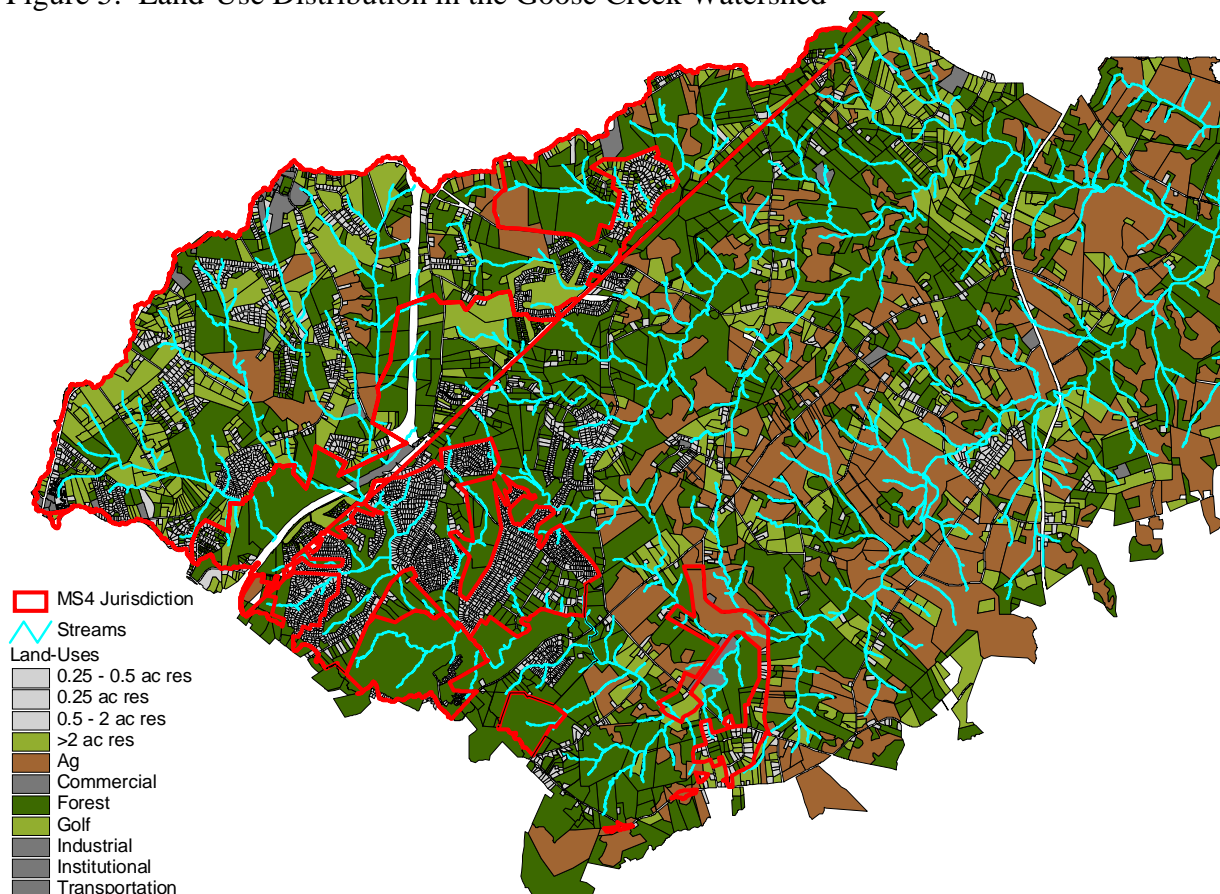 Figure 3. Land-Use Distribution in the Goose Creek Watershed
MS4 Jurisdiction
Streams
Land-Uses
0.25 - 0.5 ac res
0.25 ac res
0.5 - 2 ac res
>2 ac res
Ag
Commercial
Forest
Golf
Industrial
Institutional
Transportation